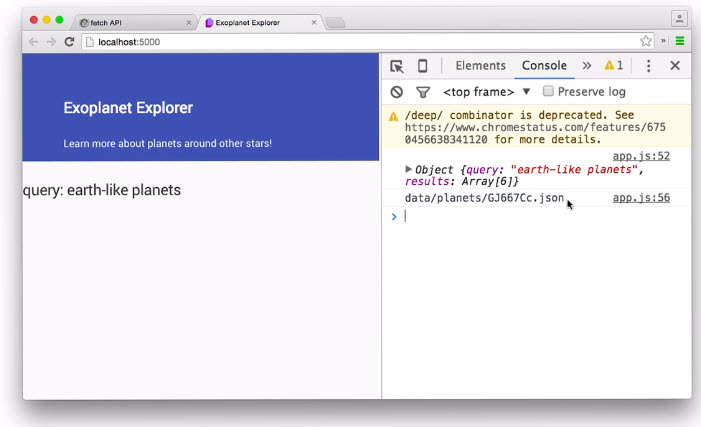 fetch API
Exoplanet Explorer
localhost:5000
Exoplanet Explorer
Learn more about planets around other stars!
query: earth-like planets
Elements Console » 1
<top frame> ▼ Preserve log
/deep/ combinator is deprecated. See
https://www.chromestatus.com/features/675
0456638341120 for more details.
app.js:52
Object {query: "earth-like planets",
results: Array[6]}
data/planets/GJ667Cc.json app.js:56
>